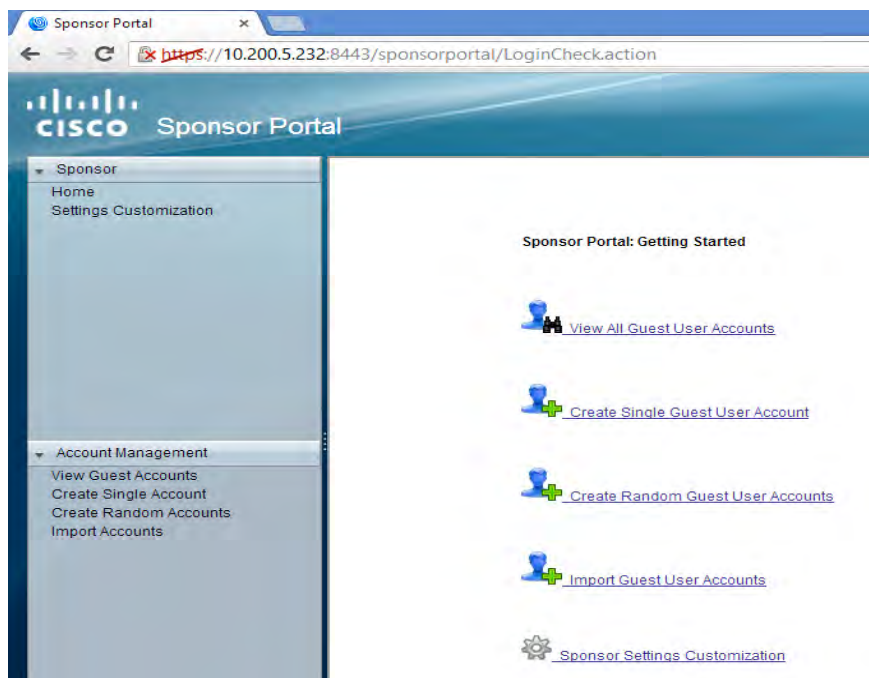 Sponsor Portal
https://10.200.5.232:8443/sponsorportal/LoginCheck.action
CISCO Sponsor Portal
Sponsor
Home
Settings Customization
Account Management
View Guest Accounts
Create Single Account
Create Random Accounts
Import Accounts
Sponsor Portal: Getting Started
View All Guest User Accounts
Create Single Guest User Account
Create Random Guest User Accounts
Import Guest User Accounts
Sponsor Settings Customization